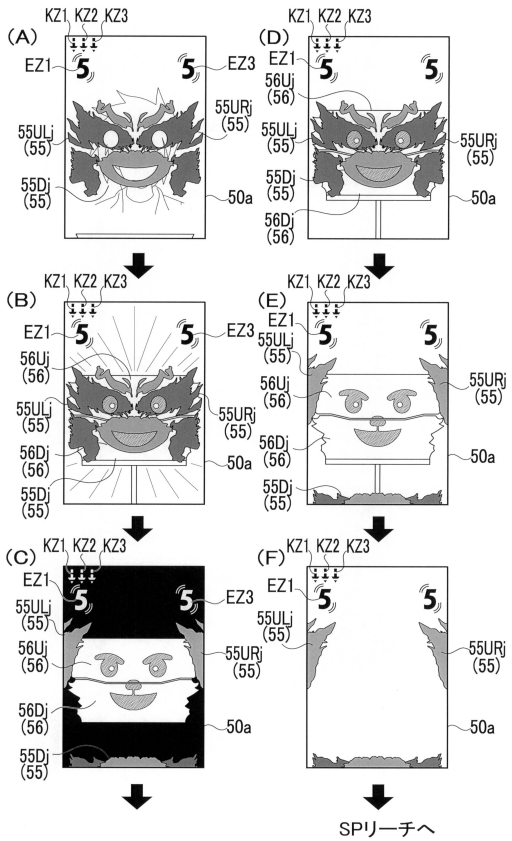 (A)
KZ1 KZ2 KZ3
EZ1
5
5
EZ3
55ULj
(55)
55URj
(55)
55Dj
(55)
50a
(B)
KZ1 KZ2 KZ3
EZ1
5
5
EZ3
56Uj
(56)
55ULj
(55)
55URj
(55)
56Dj
(56)
50a
55Dj
(55)
(C)
KZ1 KZ2 KZ3
EZ1
5
5
EZ3
55ULj
(55)
56Uj
(56)
55URj
(55)
56Dj
(56)
50a
55Dj
(55)
(D)
KZ1 KZ2 KZ3
EZ1
5
5
EZ3
56Uj
(56)
55ULj
(55)
55URj
(55)
55Dj
(55)
50a
56Dj
(56)
(E)
KZ1 KZ2 KZ3
EZ1
5
5
55ULj
(55)
56Uj
(56)
55URj
(55)
56Dj
(56)
50a
55Dj
(55)
(F)
KZ1 KZ2 KZ3
EZ1
5
5
55ULj
(55)
55URj
(55)
50a
55Dj
(55)
SPリーチへ